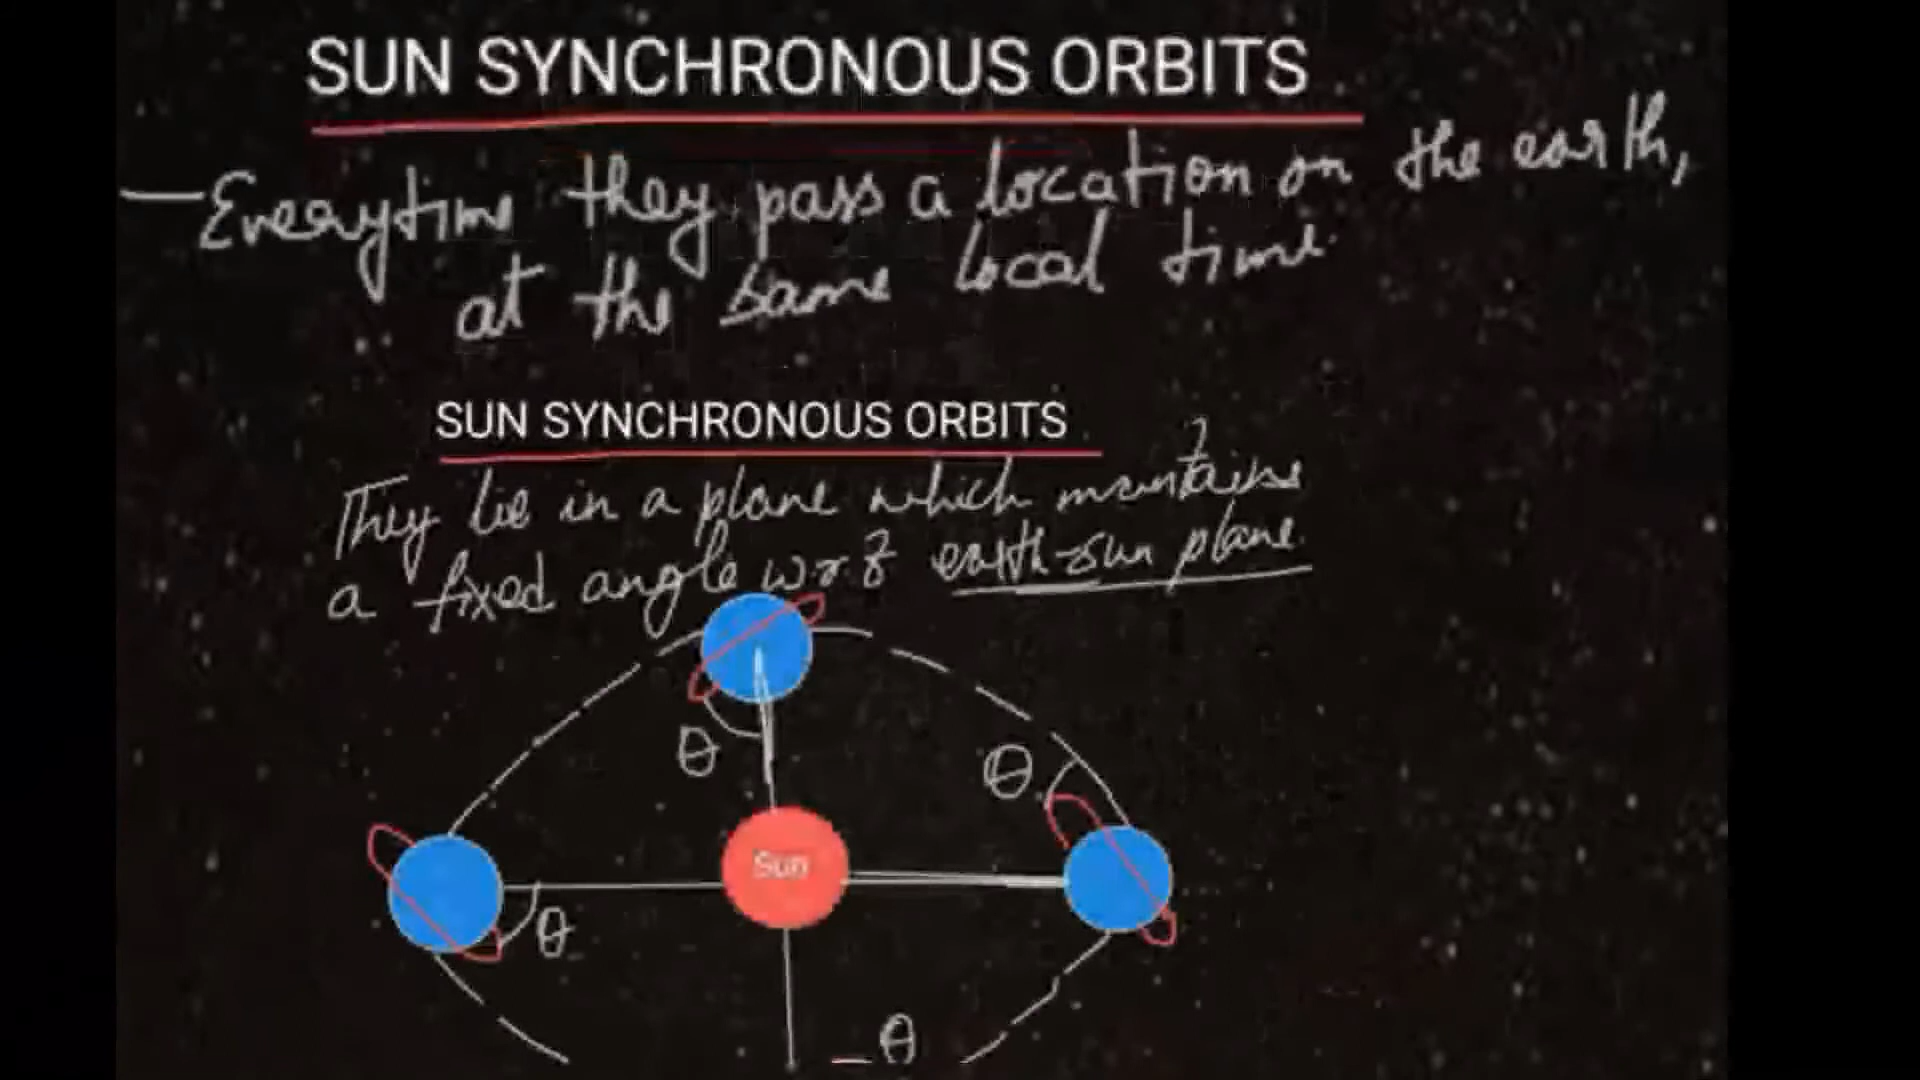 SUN SYNCHRONOUS ORBITS
— Everytime they pass a location on the earth,
at the same local time.
SUN SYNCHRONOUS ORBITS
They lie in a plane which maintains
a fixed angle wrt earth-sun plane.
θ
θ
Sun
θ
θ